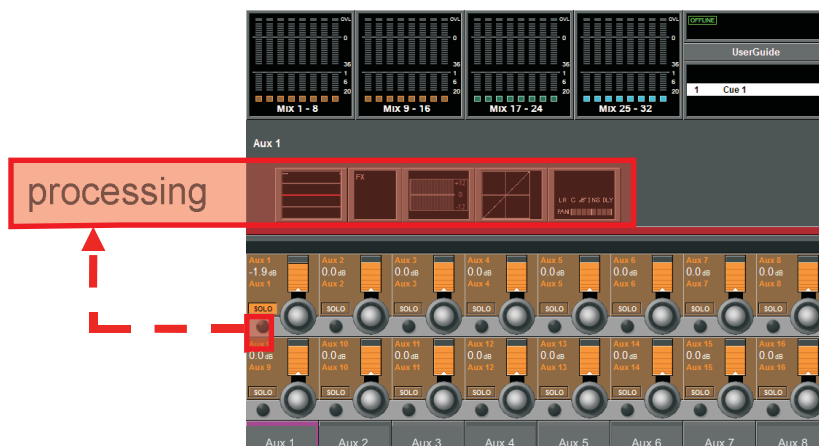 OVL OVL OVL OVL OFFLINE
0 0 0 0
UserGuide
36 36 36 36
1 1 1 1
6 6 6 6
20 20 20 20
Mix 1 - 8 Mix 9 - 16 Mix 17 - 24 Mix 25 - 32
1 Cue 1
Aux 1
processing
FX
+12
0
-12
PAN
Aux 1 Aux 2 Aux 3 Aux 4 Aux 5 Aux 6 Aux 7 Aux 8
-1.9 dB 0.0 dB 0.0 dB 0.0 dB 0.0 dB 0.0 dB 0.0 dB 0.0 dB
Aux 1 Aux 2 Aux 3 Aux 4 Aux 5 Aux 6 Aux 7 Aux 8
SOLO SOLO SOLO SOLO SOLO SOLO SOLO SOLO
Aux 10 Aux 11 Aux 12 Aux 13 Aux 14 Aux 15 Aux 16
0.0 dB 0.0 dB 0.0 dB 0.0 dB 0.0 dB 0.0 dB 0.0 dB 0.0 dB
Aux 9 Aux 10 Aux 11 Aux 12 Aux 13 Aux 14 Aux 15 Aux 16
SOLO SOLO SOLO SOLO SOLO SOLO SOLO SOLO
Aux 1 Aux 2 Aux 3 Aux 4 Aux 5 Aux 6 Aux 7 Aux 8